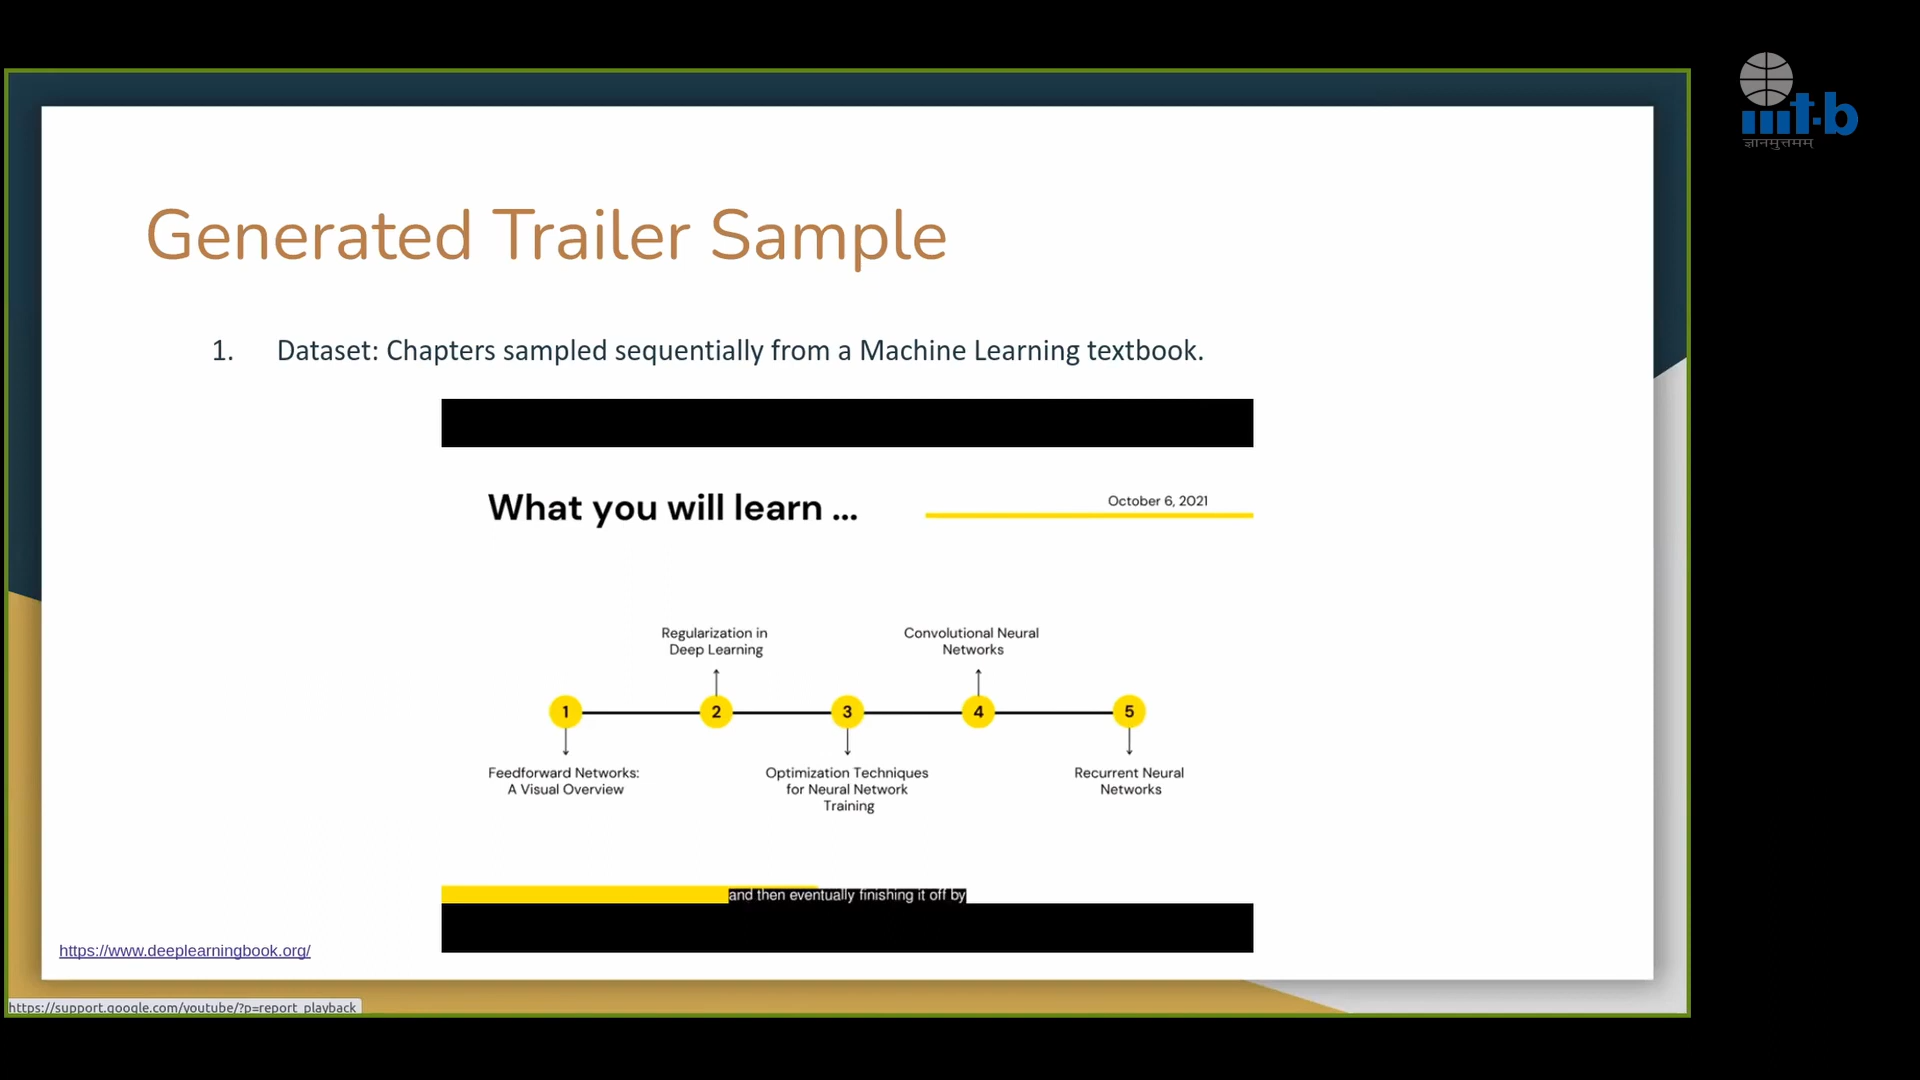 iiit-b
ज्ञानमुत्तमम्
Generated Trailer Sample
1. Dataset: Chapters sampled sequentially from a Machine Learning textbook.
What you will learn ...
October 6, 2021
Regularization in
Deep Learning
Convolutional Neural
Networks
1
2
3
4
5
Feedforward Networks:
A Visual Overview
Optimization Techniques
for Neural Network
Training
Recurrent Neural
Networks
and then eventually finishing it off by
https://www.deeplearningbook.org/
https://support.google.com/youtube/?p=report_playback